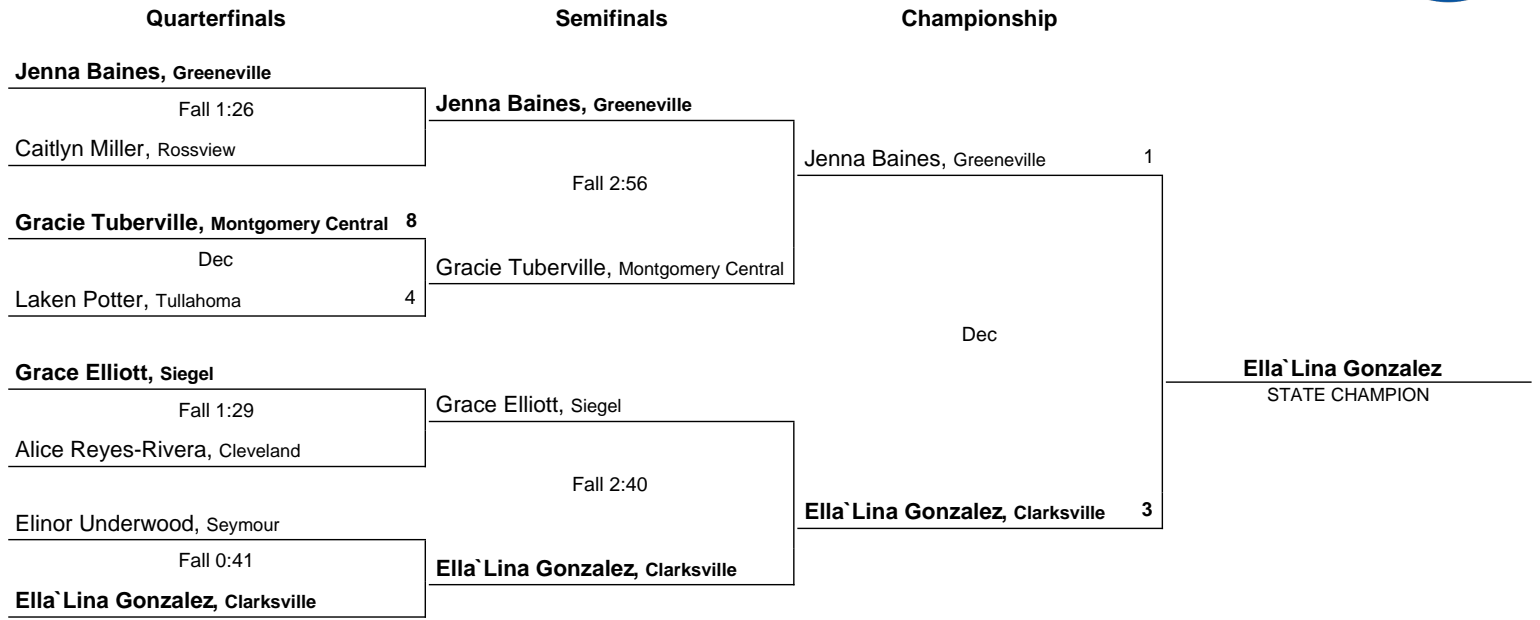 Quarterfinals Semifinals Championship
Jenna Baines, Greeneville
Fall 1:26
Caitlyn Miller, Rossview
Gracie Tuberville, Montgomery Central 8
Dec
Laken Potter, Tullahoma 4
Grace Elliott, Siegel
Fall 1:29
Alice Reyes-Rivera, Cleveland
Elinor Underwood, Seymour
Fall 0:41
Ella`Lina Gonzalez, Clarksville
Jenna Baines, Greeneville
Fall 2:56
Gracie Tuberville, Montgomery Central
Grace Elliott, Siegel
Fall 2:40
Ella`Lina Gonzalez, Clarksville
Jenna Baines, Greeneville 1
Dec
Ella`Lina Gonzalez, Clarksville 3
Ella`Lina Gonzalez
STATE CHAMPION